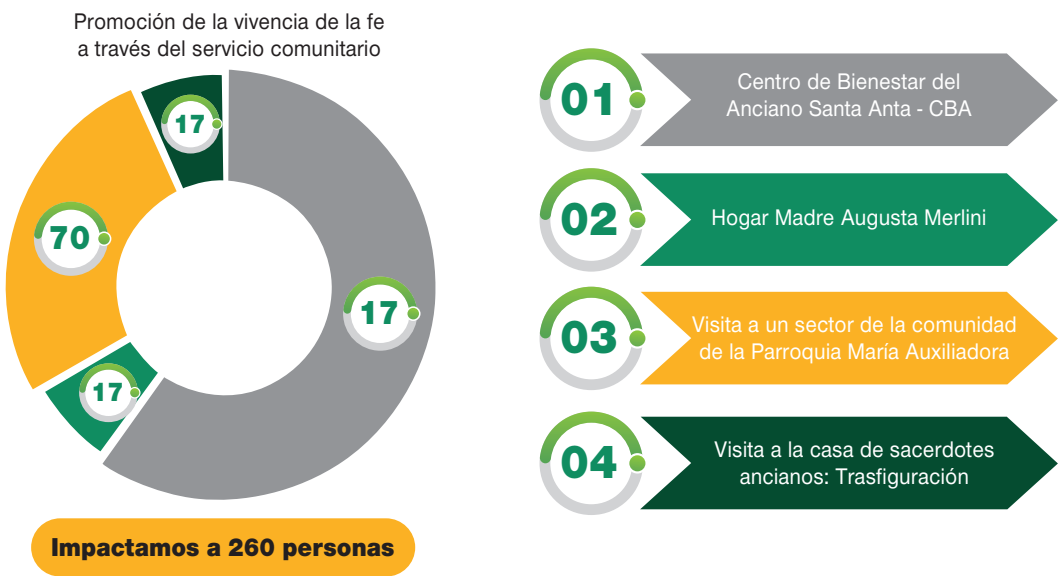 Promoción de la vivencia de la fe
a través del servicio comunitario
17
70
17
17
Impactamos a 260 personas
01
Centro de Bienestar del
Anciano Santa Anta - CBA
02
Hogar Madre Augusta Merlini
03
Visita a un sector de la comunidad
de la Parroquia María Auxiliadora
04
Visita a la casa de sacerdotes
ancianos: Trasfiguración